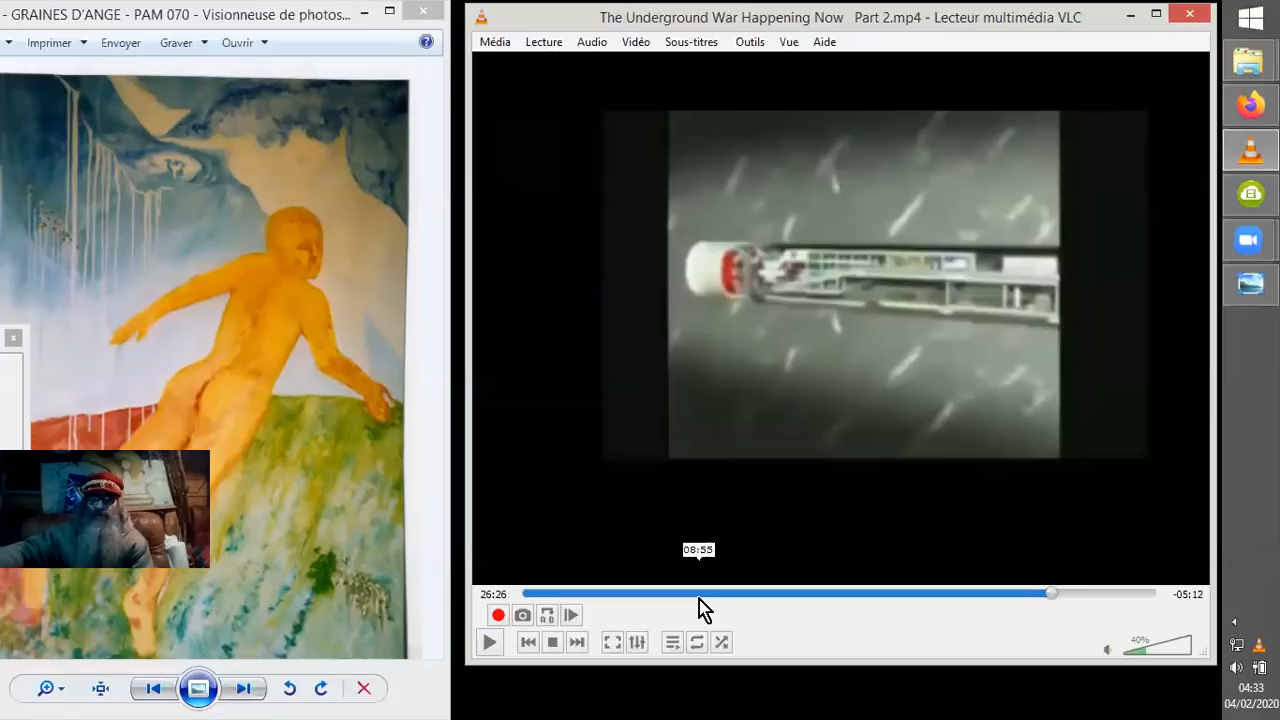 - GRAINES D'ANGE - PAM 070 - Visionneuse de photos...
Imprimer Envoyer Graver Ouvrir
The Underground War Happening Now Part 2.mp4 - Lecteur multimédia VLC
Média Lecture Audio Vidéo Sous-titres Outils Vue Aide
08:55
26:26 -05:12
40%
04:33
04/02/2020